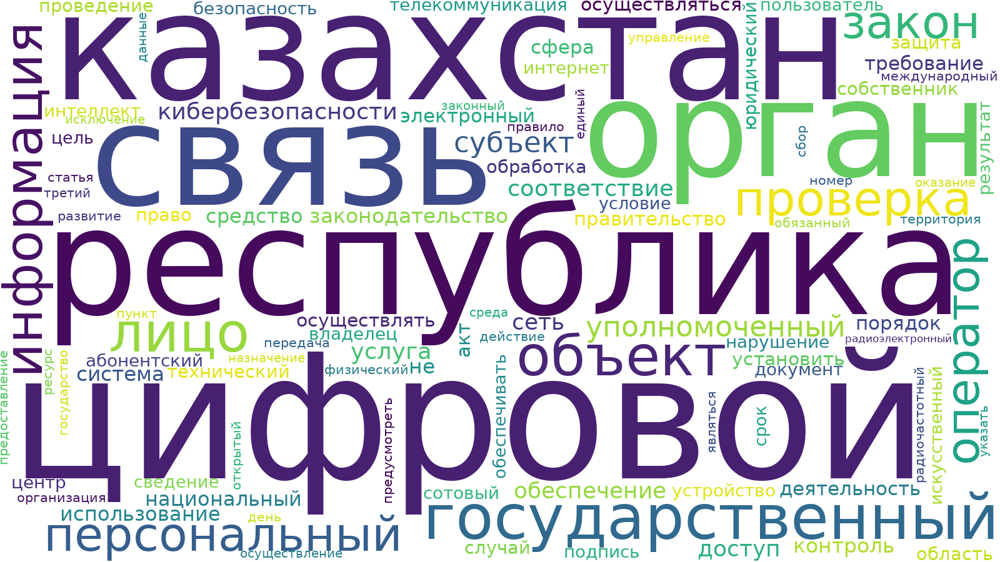 проведение
безопасность
телекоммуникация
осуществляться
пользователь
казахстан
закон
данные
управление
сфера
интернет
юридический
защита
требование
международный
собственник
информация
интеллект
исключение
кибербезопасности
законный
электронный
правило
единый
орган
цель
связь
субъект
обработка
сбор
результат
статья
третий
соответствие
номер
оказание
условие
проверка
развитие
право
средство
законодательство
правительство
обязанный
территория
республика
оператор
пункт
лицо
осуществлять
владелец
среда
сеть
уполномоченный
порядок
передача
акт
действие
объект
нарушение
радиоэлектронный
предоставление
ресурс
государство
абонентский
назначение
услуга
установить
система
технический
физический
не
документ
цифровой
обеспечивать
предусмотреть
являться
срок
радиочастотный
искусственный
указать
открытый
центр
сведение
организация
национальный
сотовый
обеспечение
устройство
деятельность
использование
день
государственный
персональный
осуществление
случай
подпись
доступ
контроль
область